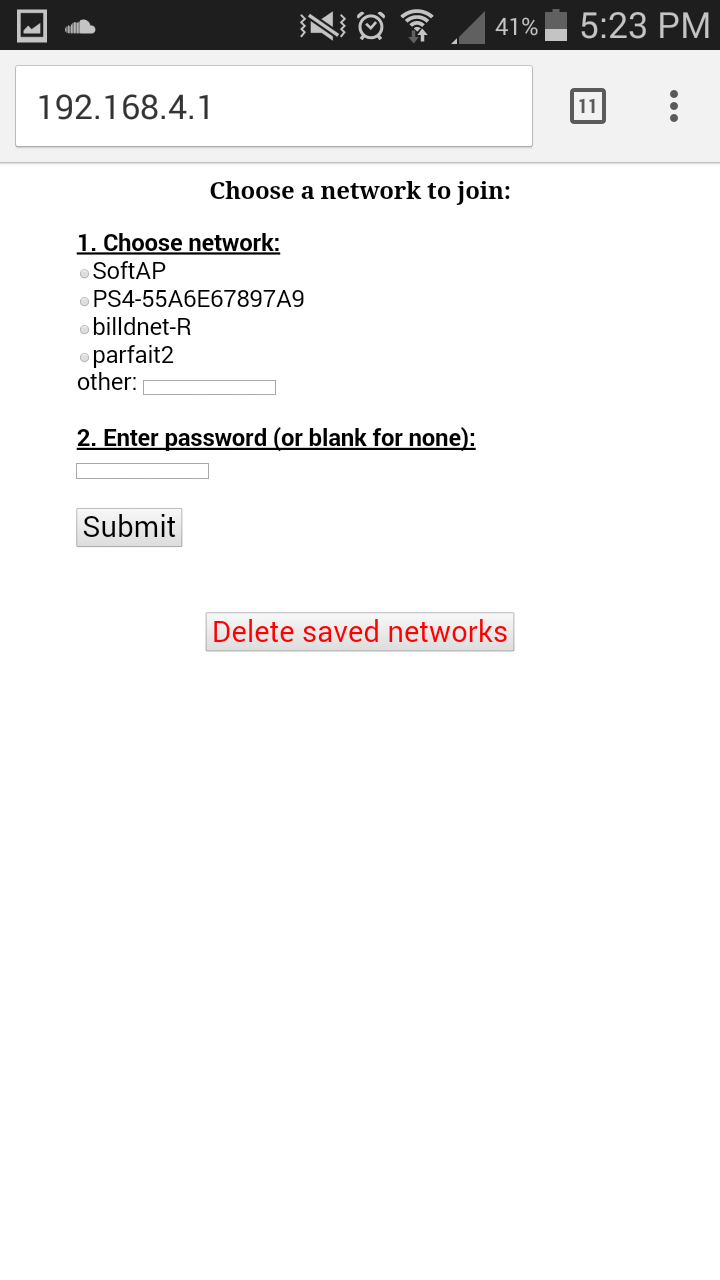 41% 5:23 PM
192.168.4.1 11
Choose a network to join:
1. Choose network:
SoftAP
PS4-55A6E67897A9
billdnet-R
parfait2
other:
2. Enter password (or blank for none):
Submit
Delete saved networks